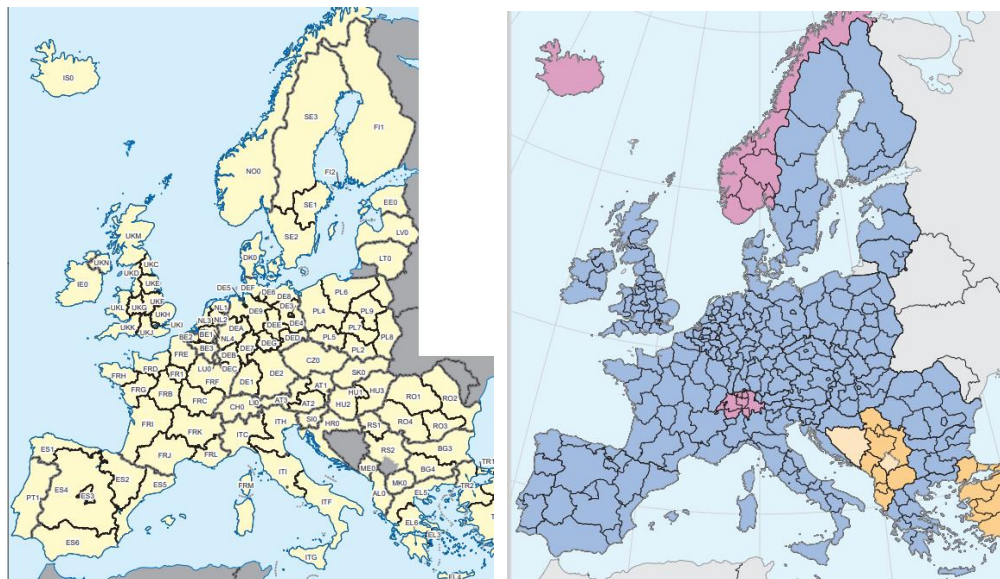 IS0
SE3
FI1
NO0
FI2
SE1
EE0
SE2
LV0
UKM
DK0
LT0
UKN
UKC
UKD
IE0
UKE
DE5 DEF DE6
DE8
PL6
UKL
UKG
UKF
NL1
DE9
DE3
PL4
PL9
UKH
NL3
NL2
DEA
DEE
DE4
PL7
UKK
UKJ
UKI
BE2
BE1
NL4
DE7
DEG
DED
PL5
PL8
BE3
DEB
PL2
FRE
CZ0
LU0
DEC
SK0
FRH
FRD
FR1
FRF
DE1
DE2
FRG
FRB
FRC
AT1
HU1
HU3
RO1
RO2
CH0
LI0
AT3
AT2
HU2
FRI
FRK
ITC
ITH
SI0
HR0
RS1
RO4
RO3
ES1
FRJ
FRL
RS2
BG3
ME0
BG4
TR1
PT1
ES4
ES3
ES2
ES5
FRM
ITI
MK0
TR2
AL0
EL5
ITF
ES6
EL6
EL3
ITG
EL4